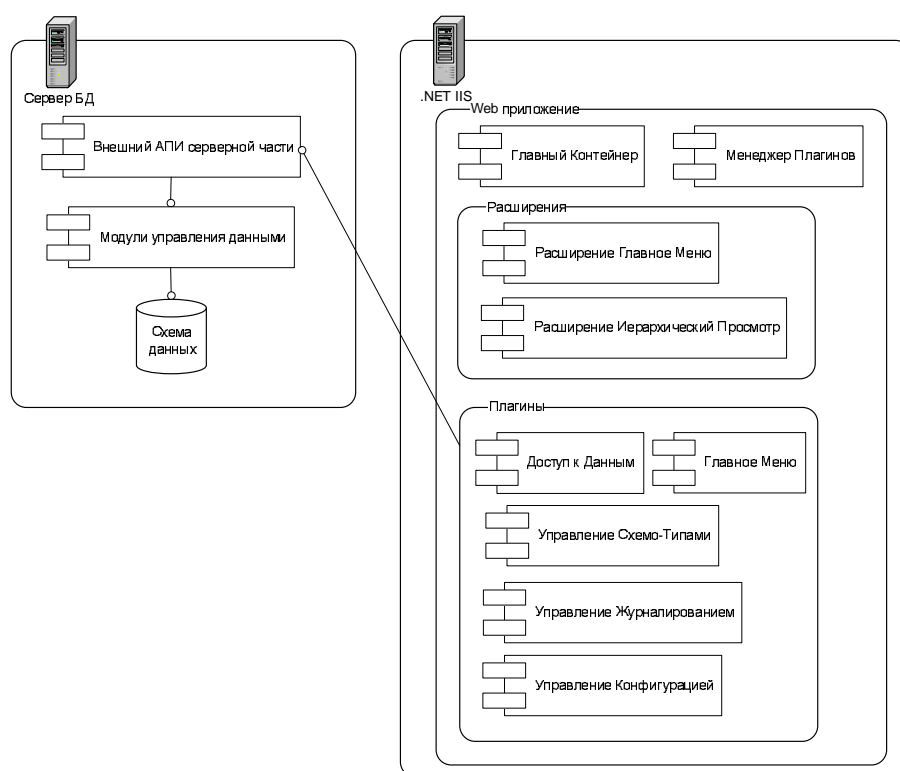 Сервер БД
Внешний АПИ серверной части
Модули управления данными
Схема
данных
.NET IIS
Web приложение
Главный Контейнер
Менеджер Плагинов
Расширения
Расширение Главное Меню
Расширение Иерархический Просмотр
Плагины
Доступ к Данным
Главное Меню
Управление Схемо-Типами
Управление Журналированием
Управление Конфигурацией